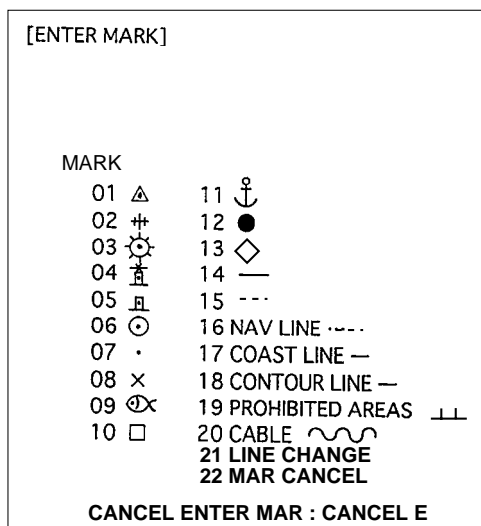 [ENTER MARK]
MARK
01
02
03
04
05
06
07
08
09
10
11
12
13
14
15
16 NAV LINE
17 COAST LINE
18 CONTOUR LINE
19 PROHIBITED AREAS
20 CABLE
21 LINE CHANGE
22 MAR CANCEL
CANCEL ENTER MAR : CANCEL E